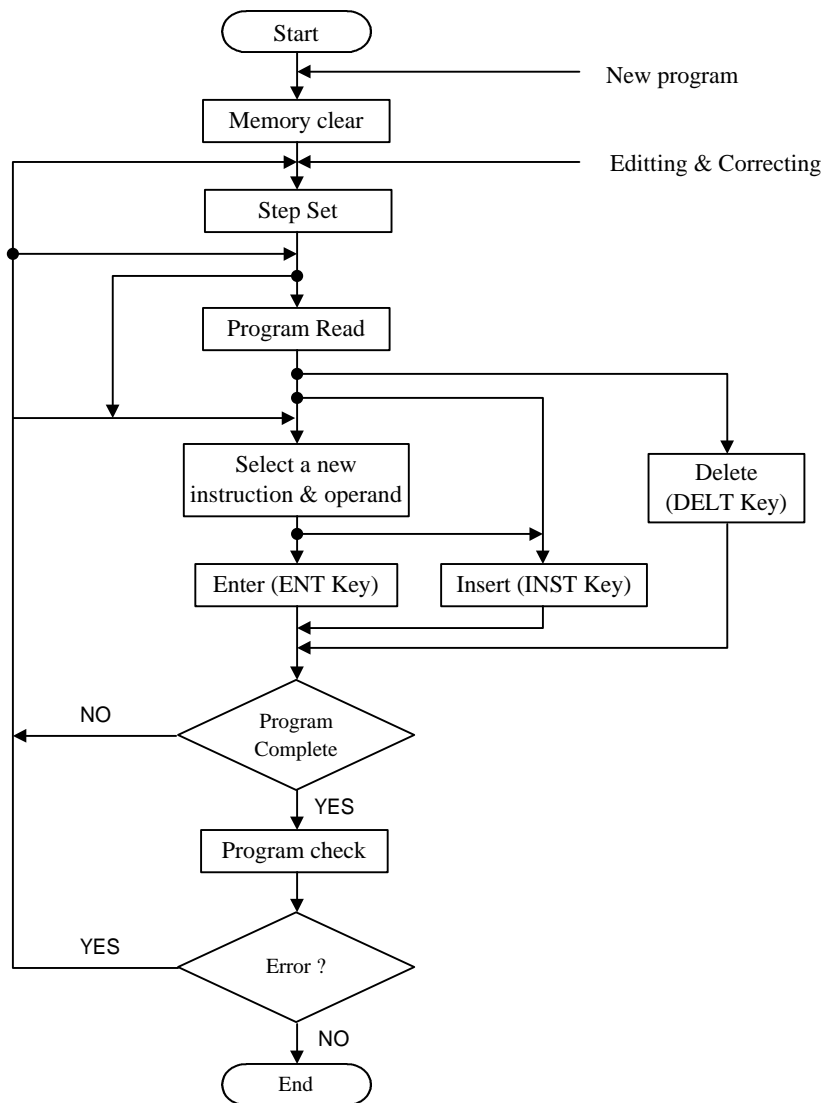 Start
New program
Memory clear
Editting & Correcting
Step Set
Program Read
Select a new
instruction & operand
Delete
(DELT Key)
Enter (ENT Key)
Insert (INST Key)
NO
Program
Complete
YES
Program check
YES
Error ?
NO
End